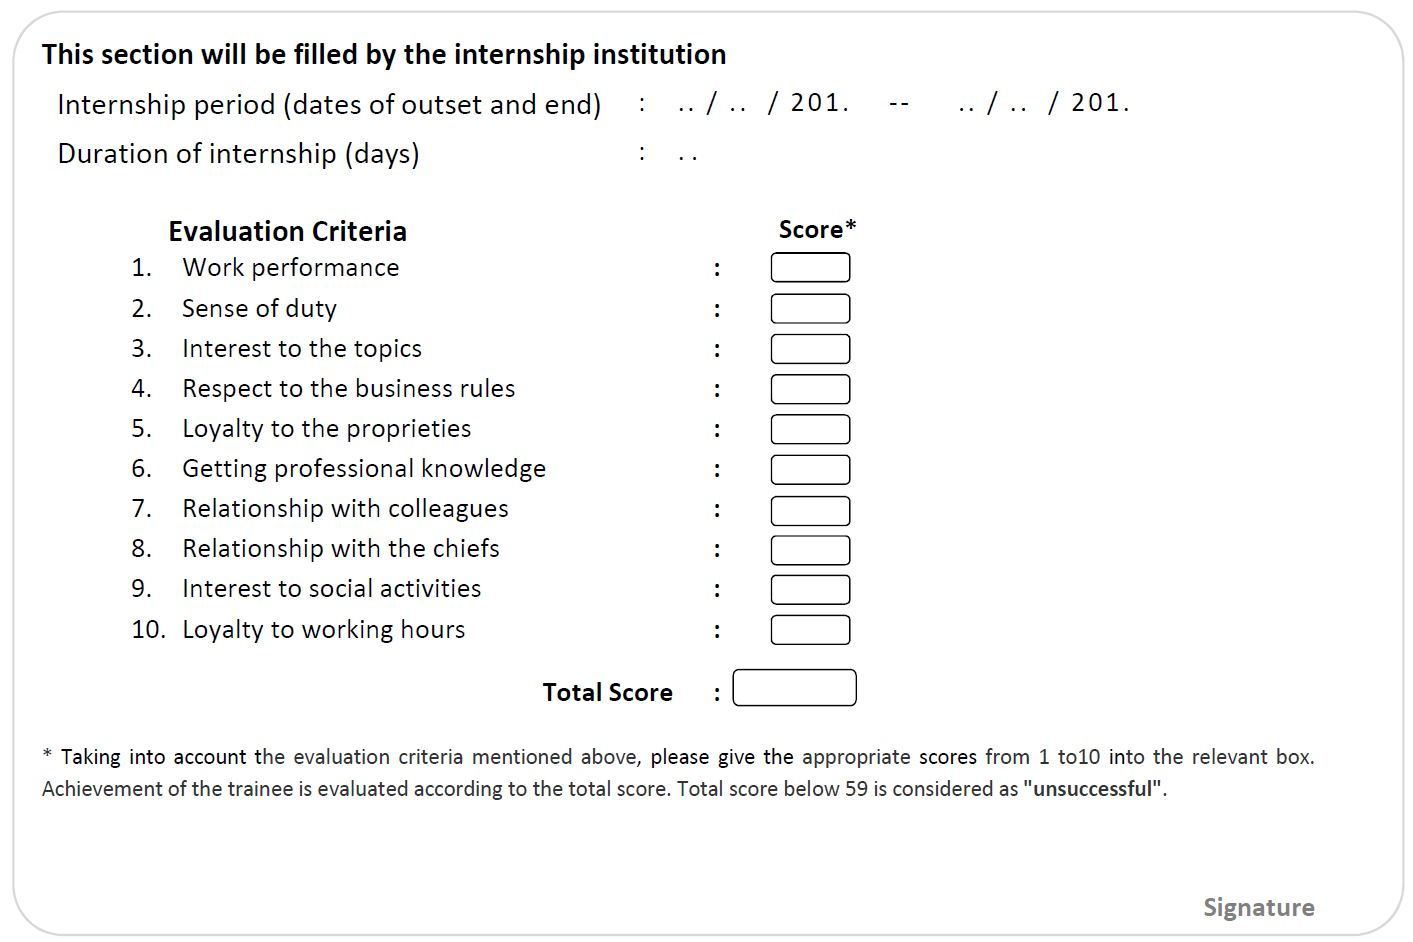 This section will be filled by the internship institution
Internship period (dates of outset and end) : .. / .. / 201. -- .. / .. / 201.
Duration of internship (days) : ..
Evaluation Criteria Score*
1. Work performance :
2. Sense of duty :
3. Interest to the topics :
4. Respect to the business rules :
5. Loyalty to the proprieties :
6. Getting professional knowledge :
7. Relationship with colleagues :
8. Relationship with the chiefs :
9. Interest to social activities :
10. Loyalty to working hours :
Total Score :
* Taking into account the evaluation criteria mentioned above, please give the appropriate scores from 1 to10 into the relevant box.
Achievement of the trainee is evaluated according to the total score. Total score below 59 is considered as "unsuccessful".
Signature